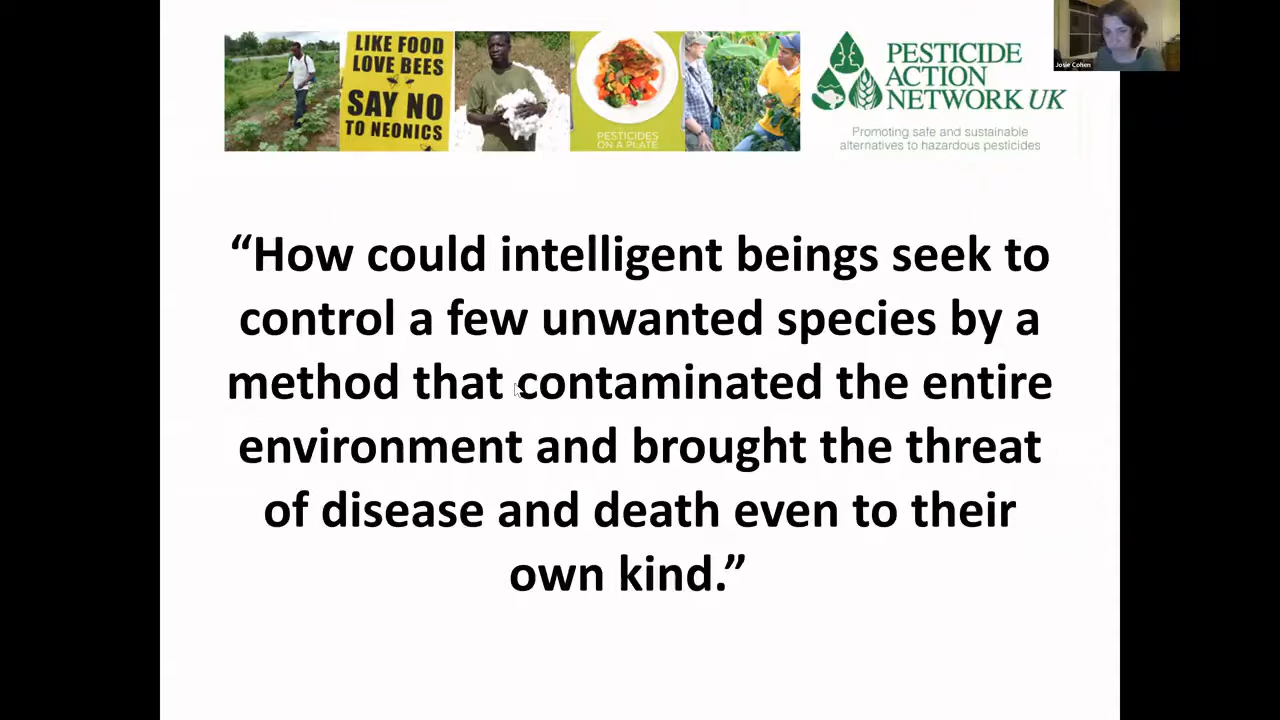 LIKE FOOD
LOVE BEES
SAY NO
TO NEONICS
PESTICIDES
ON A PLATE
PESTICIDE
ACTION
NETWORK UK
Promoting safe and sustainable
alternatives to hazardous pesticides
Josie Cohen
“How could intelligent beings seek to
control a few unwanted species by a
method that contaminated the entire
environment and brought the threat
of disease and death even to their
own kind.”